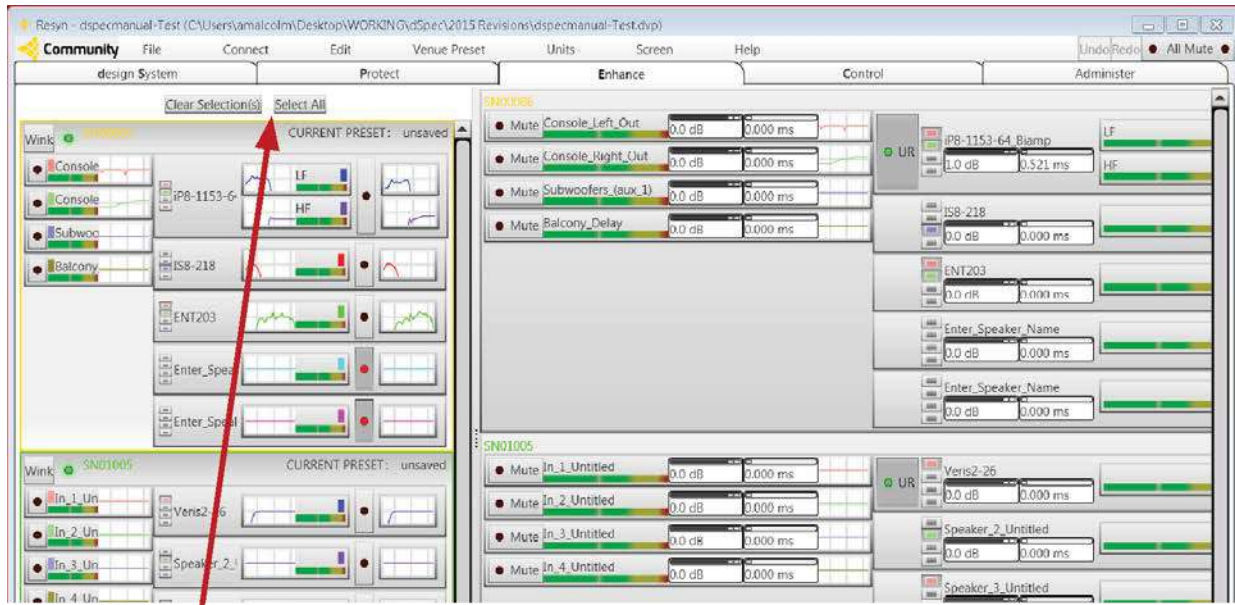 Resyn - dspecmanual-Test (C:\Users\amalcolm\Desktop\WORKING\dSpec\2015 Revisions\dspecmanual-Test.dvp)
Community File Connect Edit Venue Preset Units Screen Help Undo Redo All Mute
design System Protect Enhance Control Administer
Clear Selection(s) Select All
Wink CURRENT PRESET: unsaved
Console
Console
Subwoo
Balcony
iP8-1153-6
LF
HF
IS8-218
ENT203
Enter_Spea
Enter_Speal
Wink SN01005 CURRENT PRESET: unsaved
In_1_Un
In_2_Un
In_3_Un
In_4_Un
Veris2-26
Speaker_2_
SN00086
Mute Console_Left_Out 0.0 dB 0.000 ms
Mute Console_Right_Out 0.0 dB 0.000 ms
Mute Subwoofers_(aux_1) 0.0 dB 0.000 ms
Mute Balcony_Delay 0.0 dB 0.000 ms
UR
iP8-1153-64_Biamp
1.0 dB 0.521 ms
LF
HF
IS8-218
0.0 dB 0.000 ms
ENT203
0.0 dB 0.000 ms
Enter_Speaker_Name
0.0 dB 0.000 ms
Enter_Speaker_Name
0.0 dB 0.000 ms
SN01005
Mute In_1_Untitled 0.0 dB 0.000 ms
Mute In_2_Untitled 0.0 dB 0.000 ms
Mute In_3_Untitled 0.0 dB 0.000 ms
Mute In_4_Untitled 0.0 dB 0.000 ms
UR
Veris2-26
0.0 dB 0.000 ms
Speaker_2_Untitled
0.0 dB 0.000 ms
Speaker_3_Untitled